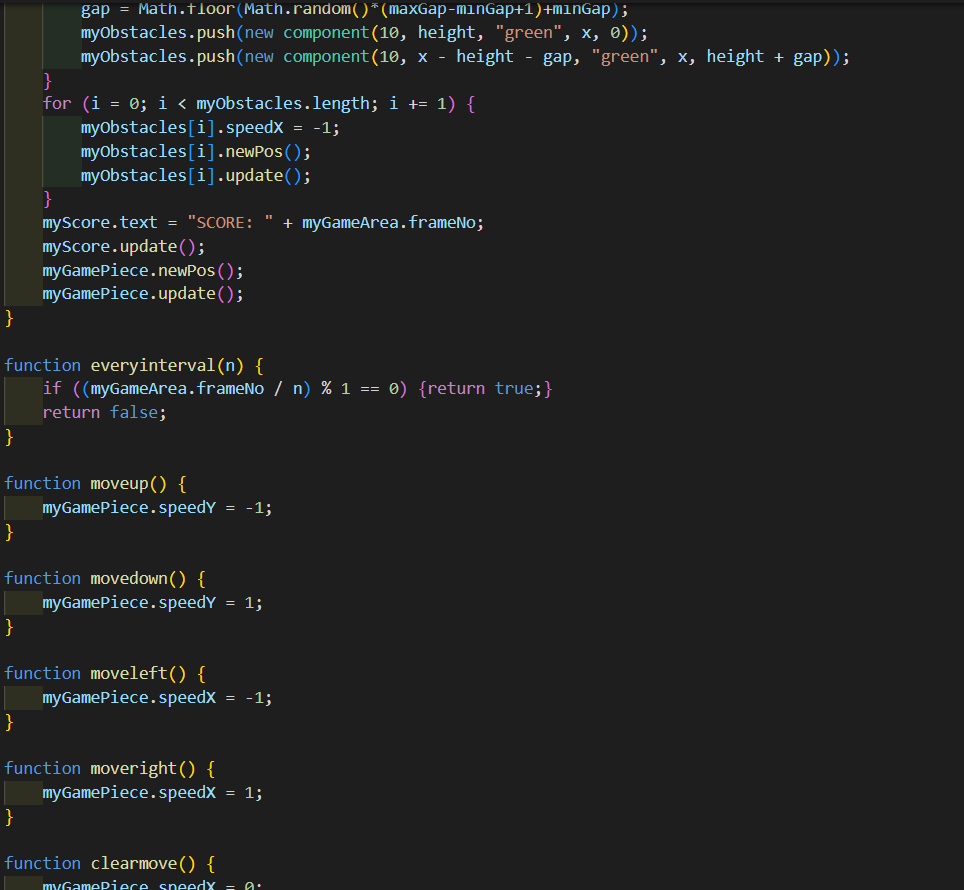 gap = Math.floor(Math.random()*(maxGap-minGap+1)+minGap);
myObstacles.push(new component(10, height, "green", x, 0));
myObstacles.push(new component(10, x - height - gap, "green", x, height + gap));
}
for (i = 0; i < myObstacles.length; i += 1) {
myObstacles[i].speedX = -1;
myObstacles[i].newPos();
myObstacles[i].update();
}
myScore.text = "SCORE: " + myGameArea.frameNo;
myScore.update();
myGamePiece.newPos();
myGamePiece.update();
}
function everyinterval(n) {
if ((myGameArea.frameNo / n) % 1 == 0) {return true;}
return false;
}
function moveup() {
myGamePiece.speedY = -1;
}
function movedown() {
myGamePiece.speedY = 1;
}
function moveleft() {
myGamePiece.speedX = -1;
}
function moveright() {
myGamePiece.speedX = 1;
}
function clearmove() {
myGamePiece.speedX = 0;